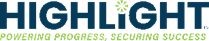 HIGHLiGHT
POWERING PROGRESS, SECURING SUCCESS